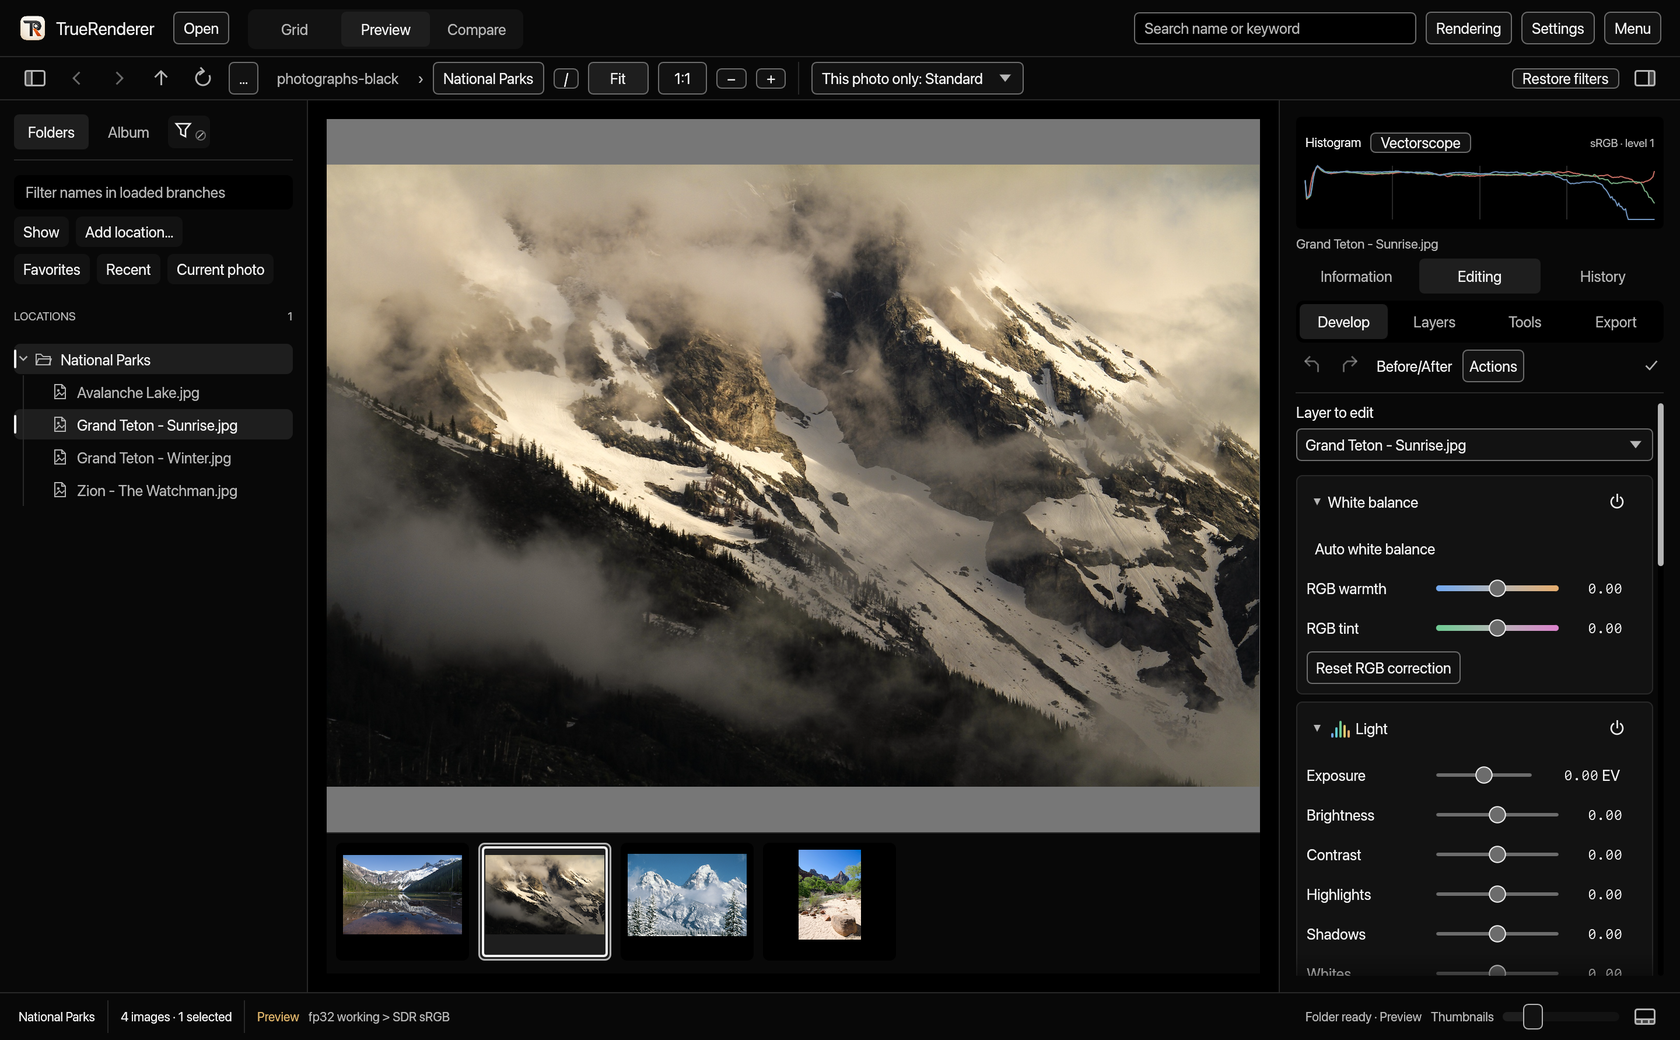 TrueRenderer
Open
Grid
Preview
Compare
Search name or keyword
Rendering
Settings
Menu
...
photographs-black
›
National Parks
/
Fit
1:1
−
+
This photo only: Standard
Restore filters
Folders
Album
Filter names in loaded branches
Show
Add location...
Favorites
Recent
Current photo
LOCATIONS
1
National Parks
Avalanche Lake.jpg
Grand Teton - Sunrise.jpg
Grand Teton - Winter.jpg
Zion - The Watchman.jpg
Histogram
Vectorscope
sRGB · level 1
Grand Teton - Sunrise.jpg
Information
Editing
History
Develop
Layers
Tools
Export
Before/After
Actions
Layer to edit
Grand Teton - Sunrise.jpg
White balance
Auto white balance
RGB warmth
0.00
RGB tint
0.00
Reset RGB correction
Light
Exposure
0.00 EV
Brightness
0.00
Contrast
0.00
Highlights
0.00
Shadows
0.00
Whites
0.00
National Parks
4 images · 1 selected
Preview
fp32 working > SDR sRGB
Folder ready · Preview
Thumbnails